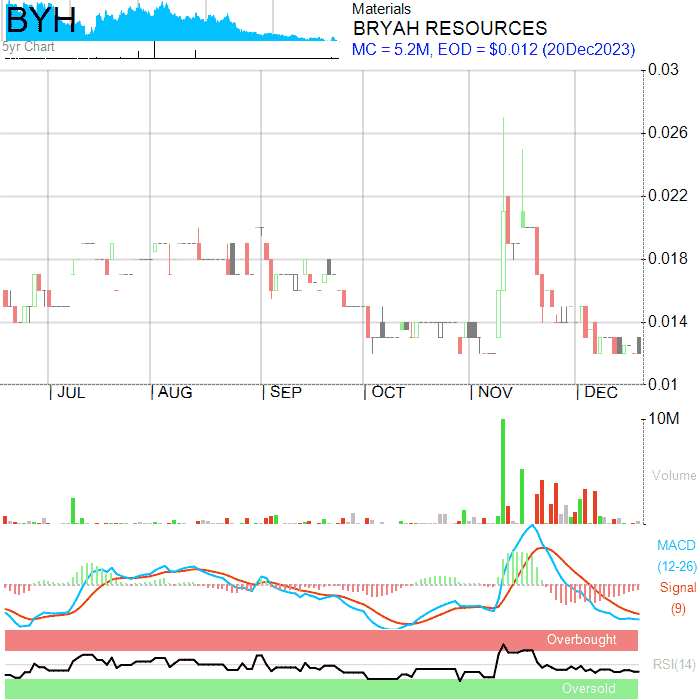 BYH
5yr Chart
Materials
BRYAH RESOURCES
MC = 5.2M, EOD = $0.012 (20Dec2023)
0.03
0.026
0.022
0.018
0.014
0.01
JUL AUG SEP OCT NOV DEC
10M
Volume
MACD
(12-26)
Signal
(9)
Overbought
RSI(14)
Oversold